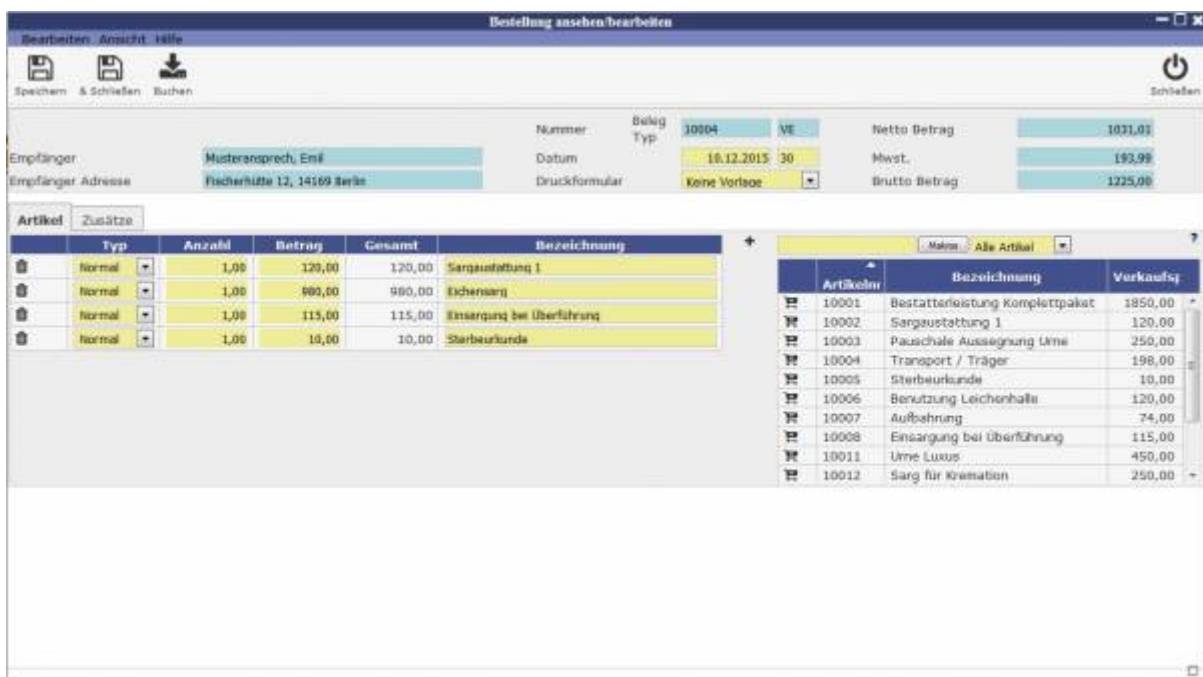 Bestellung ansehen/bearbeiten
Bearbeiten Ansicht Hilfe
Speichern & Schließen Buchen Schließen
Nummer Beleg Typ 10004 VE Netto Betrag 1031,01
Empfänger Musteransprech, Emil Datum 10.12.2015 30 Mwst. 193,99
Empfänger Adresse Fischerhütte 12, 14169 Berlin Druckformular Keine Vorlage Brutto Betrag 1225,00
Artikel Zusätze
Typ Anzahl Betrag Gesamt Bezeichnung + Makros Alle Artikel ?
Normal 1,00 120,00 120,00 Sargaustattung 1
Normal 1,00 980,00 980,00 Eichensarg
Normal 1,00 115,00 115,00 Einsargung bei Überführung
Normal 1,00 10,00 10,00 Sterbeurkunde
Artikelnr Bezeichnung Verkaufsp
10001 Bestatterleistung Komplettpaket 1850,00
10002 Sargaustattung 1 120,00
10003 Pauschale Aussegnung Urne 250,00
10004 Transport / Träger 198,00
10005 Sterbeurkunde 10,00
10006 Benutzung Leichenhalle 120,00
10007 Aufbahrung 74,00
10008 Einsargung bei Überführung 115,00
10011 Urne Luxus 450,00
10012 Sarg für Kremation 250,00